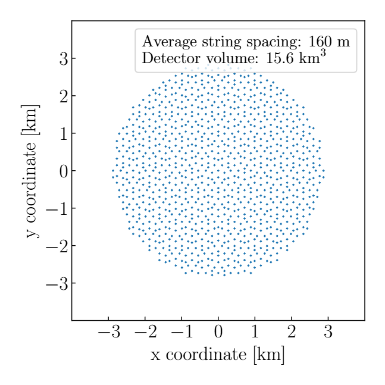 Average string spacing: 160 m
Detector volume: 15.6 km³
3
2
1
0
−1
−2
−3
y coordinate [km]
−3 −2 −1 0 1 2 3
x coordinate [km]